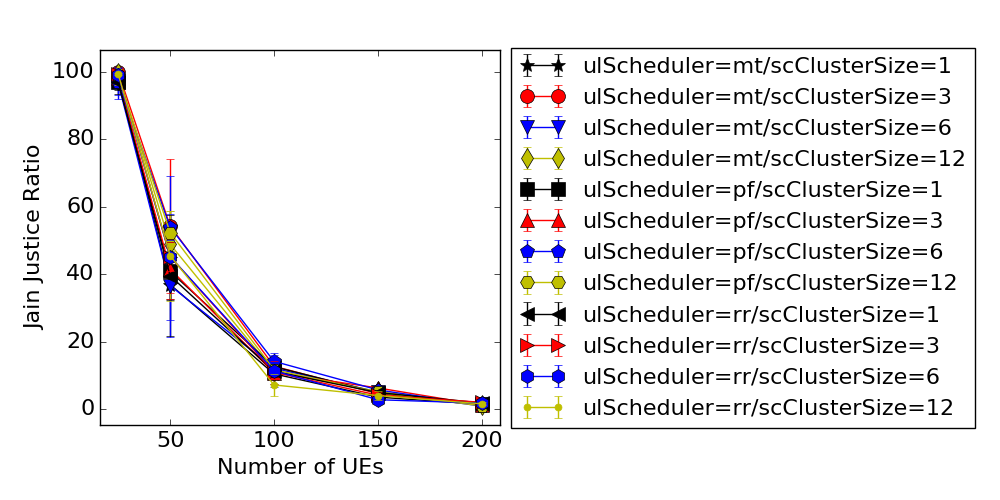 100
80
60
40
20
0
Jain Justice Ratio
50
100
150
200
Number of UEs
ulScheduler=mt/scClusterSize=1
ulScheduler=mt/scClusterSize=3
ulScheduler=mt/scClusterSize=6
ulScheduler=mt/scClusterSize=12
ulScheduler=pf/scClusterSize=1
ulScheduler=pf/scClusterSize=3
ulScheduler=pf/scClusterSize=6
ulScheduler=pf/scClusterSize=12
ulScheduler=rr/scClusterSize=1
ulScheduler=rr/scClusterSize=3
ulScheduler=rr/scClusterSize=6
ulScheduler=rr/scClusterSize=12